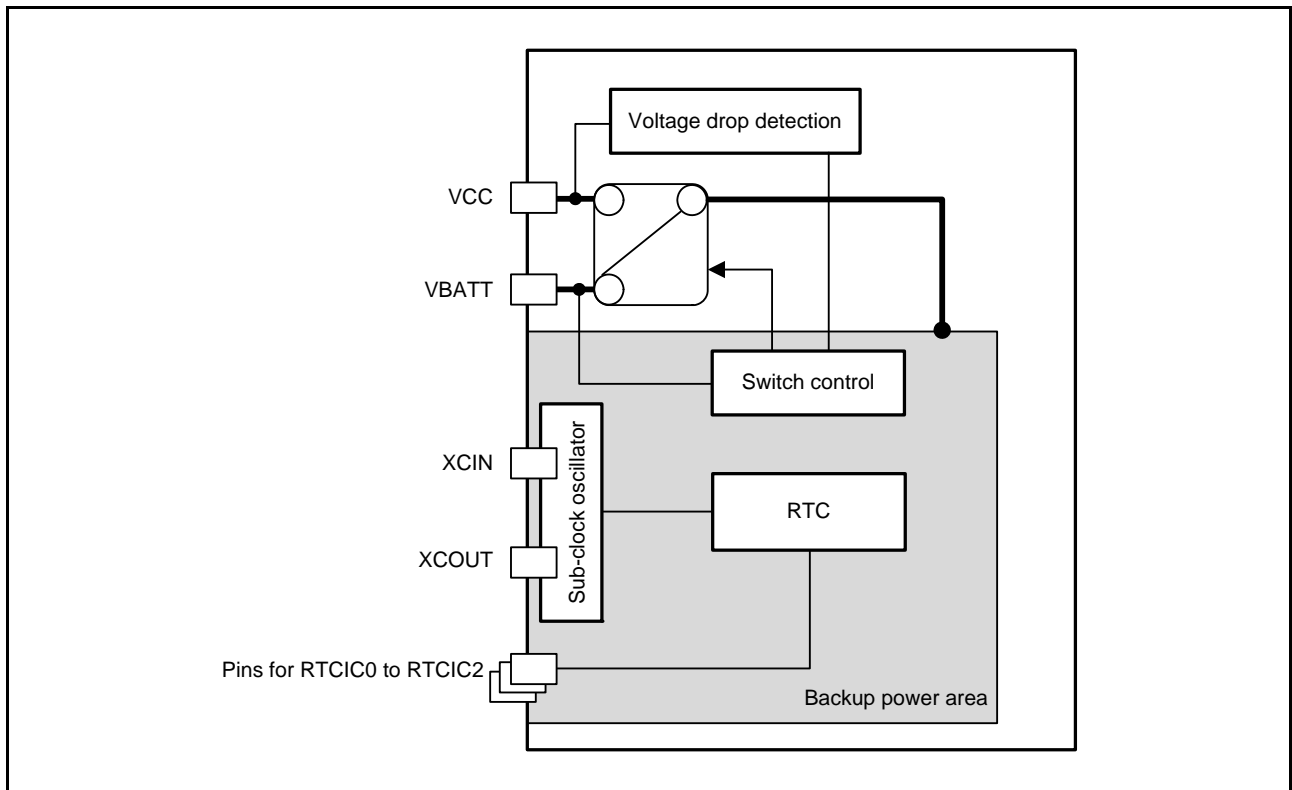 Voltage drop detection
VCC
VBATT
Switch control
XCIN
Sub-clock oscillator
RTC
XCOUT
Pins for RTCIC0 to RTCIC2
Backup power area